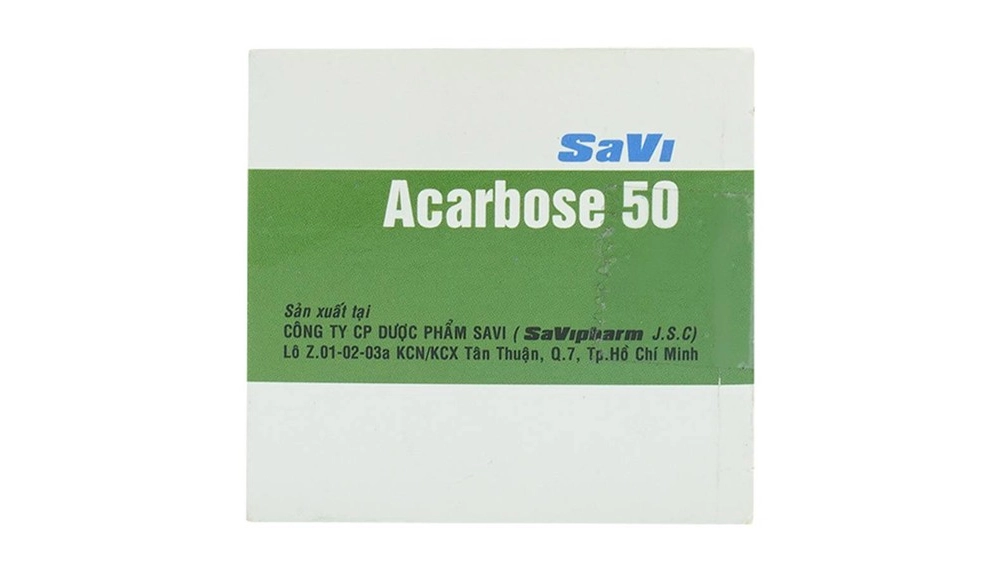 SaVi
Acarbose 50
Sản xuất tại
CÔNG TY CP DƯỢC PHẨM SAVI (SaVipharm J.S.C)
Lô Z.01-02-03a KCN/KCX Tân Thuận, Q.7, Tp.Hồ Chí Minh